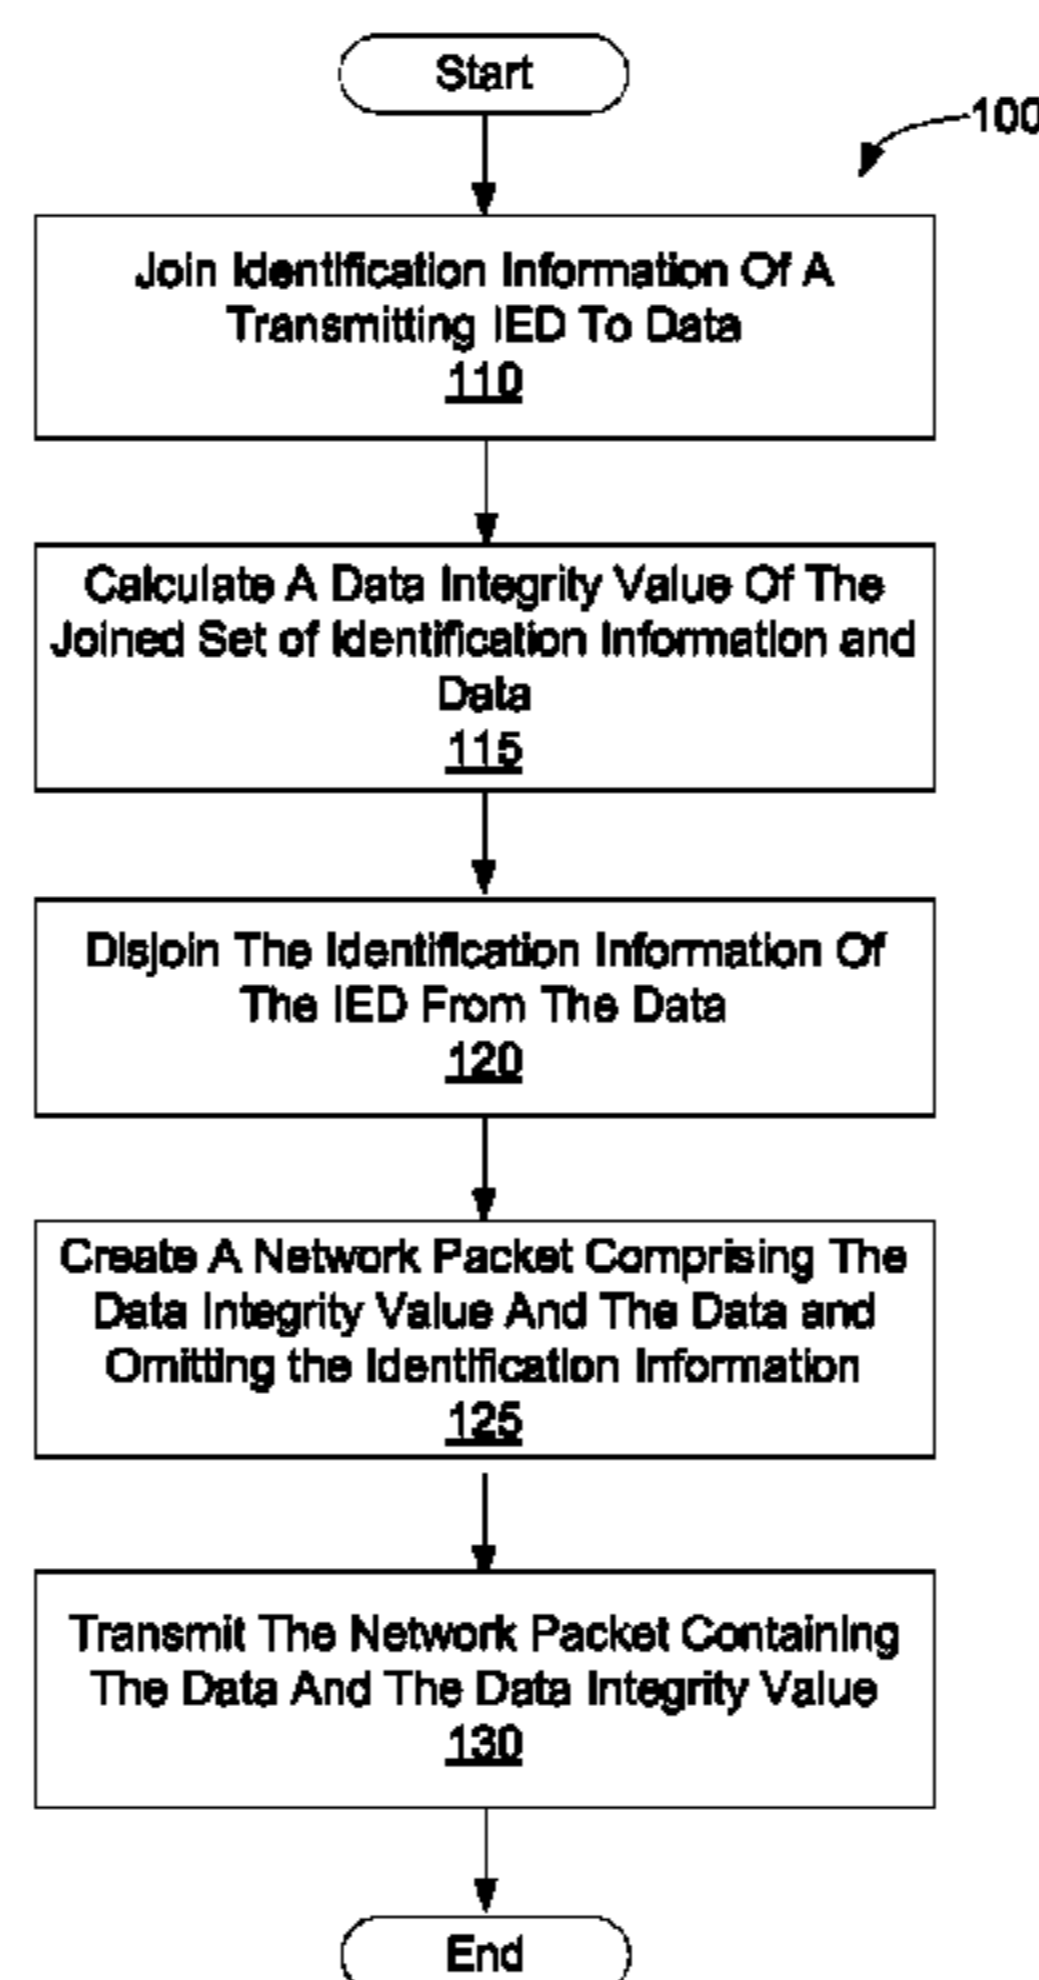 Start
100
Join Identification Information Of A
Transmitting IED To Data
110
Calculate A Data Integrity Value Of The
Joined Set of Identification Information and
Data
115
Disjoin The Identification Information Of
The IED From The Data
120
Create A Network Packet Comprising The
Data Integrity Value And The Data and
Omitting the Identification Information
125
Transmit The Network Packet Containing
The Data And The Data Integrity Value
130
End